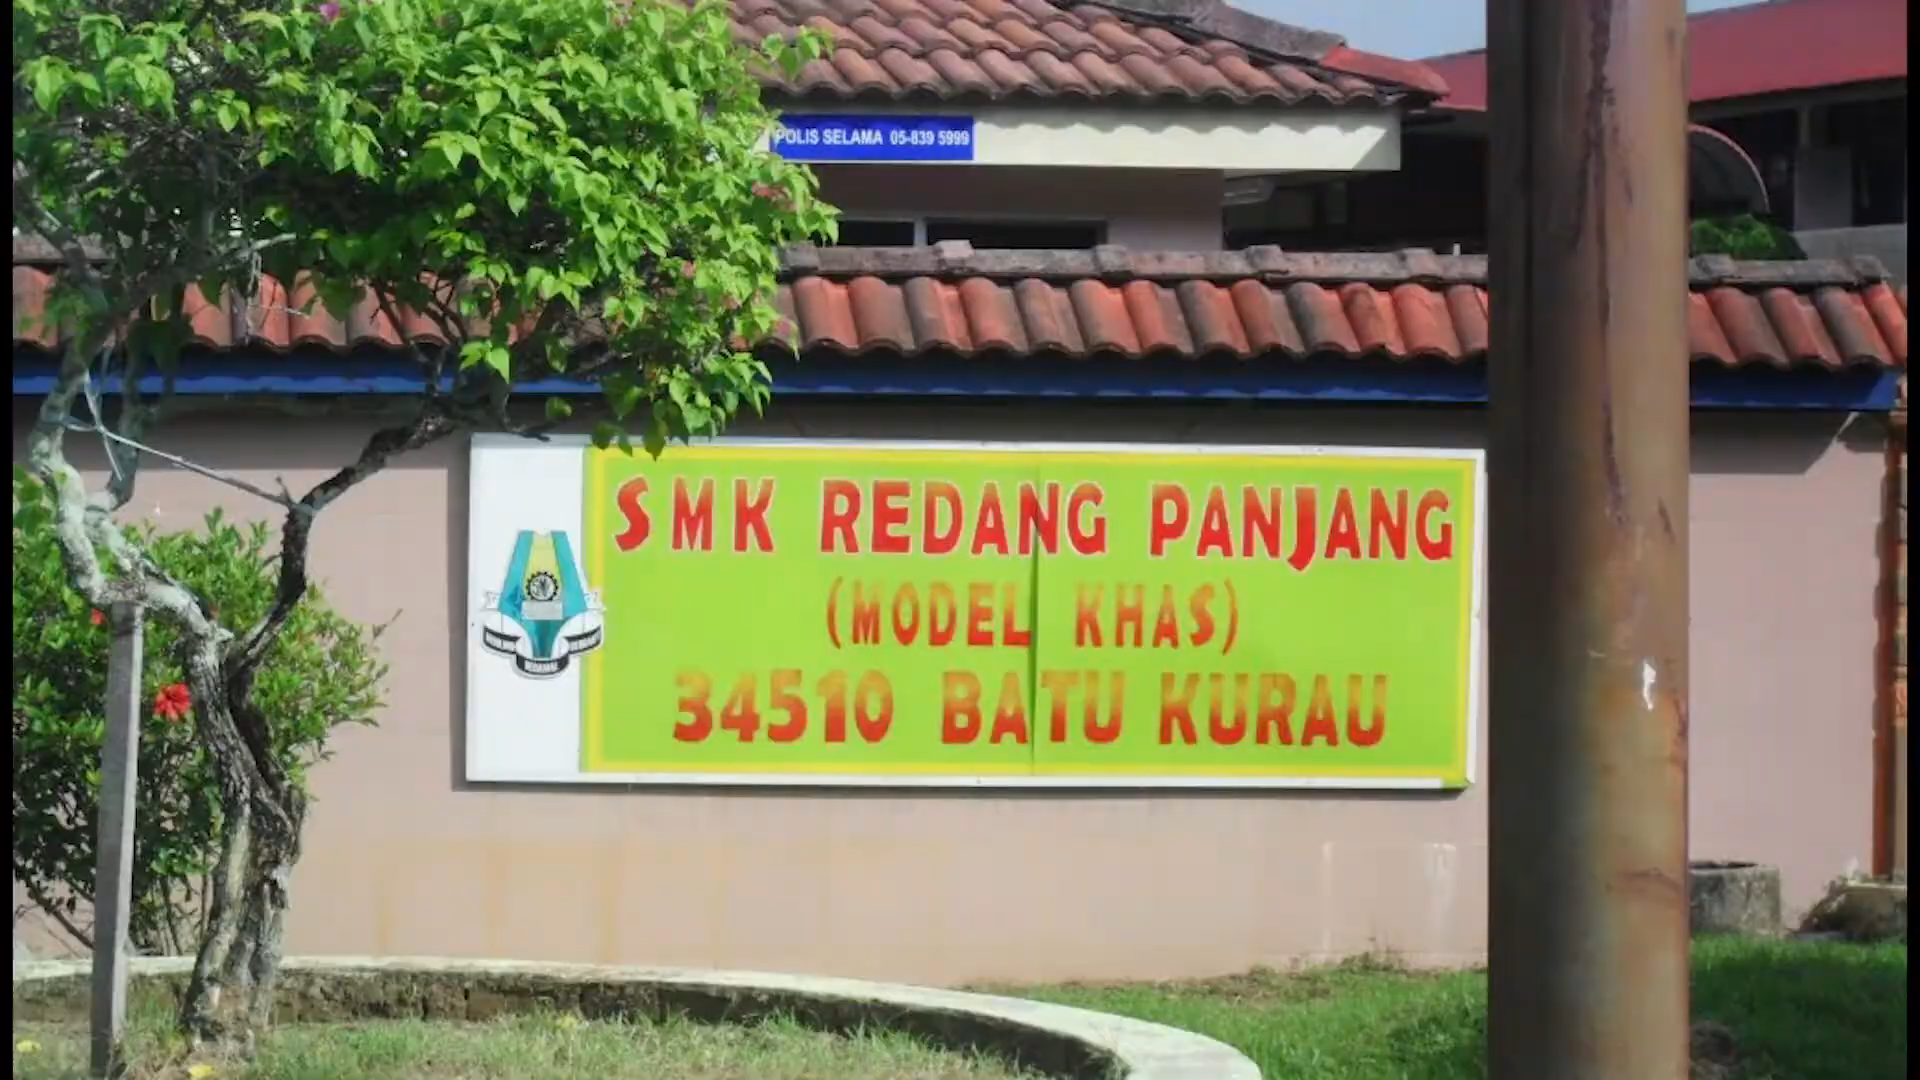 POLIS SELAMA 05-839 5999
SMK REDANG PANJANG
(MODEL KHAS)
34510 BATU KURAU